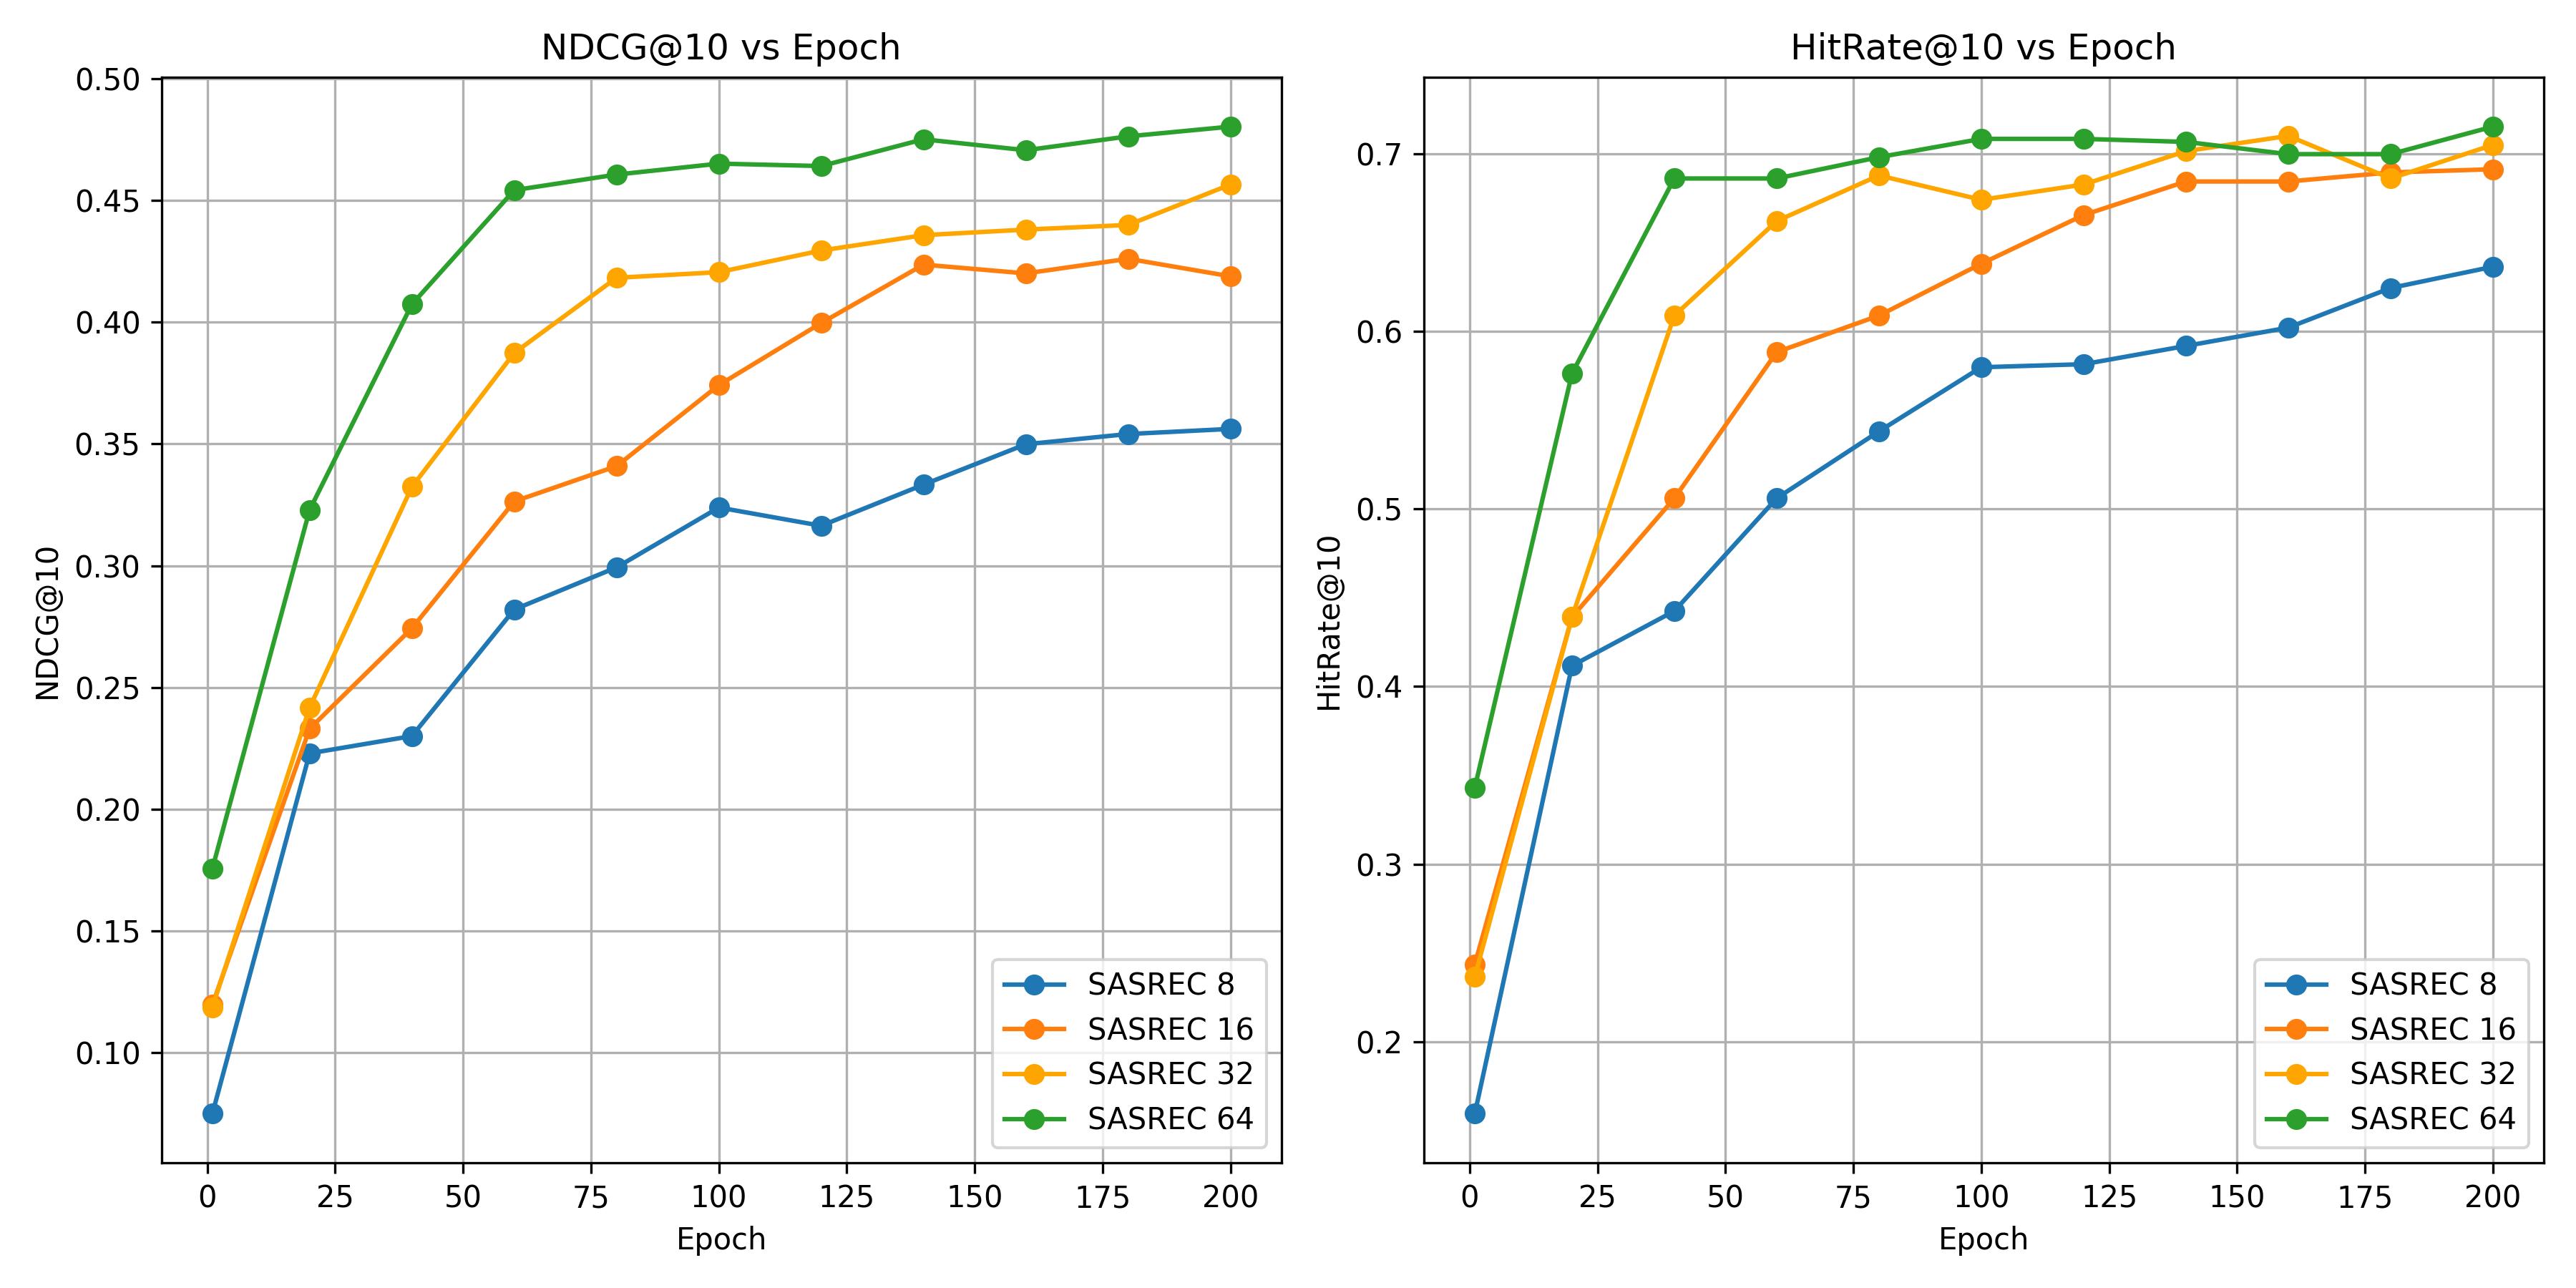 NDCG@10 vs Epoch
0.50
0.45
0.40
0.35
0.30
0.25
0.20
0.15
0.10
NDCG@10
0 25 50 75 100 125 150 175 200
Epoch
SASREC 8
SASREC 16
SASREC 32
SASREC 64
HitRate@10 vs Epoch
0.7
0.6
0.5
0.4
0.3
0.2
HitRate@10
0 25 50 75 100 125 150 175 200
Epoch
SASREC 8
SASREC 16
SASREC 32
SASREC 64